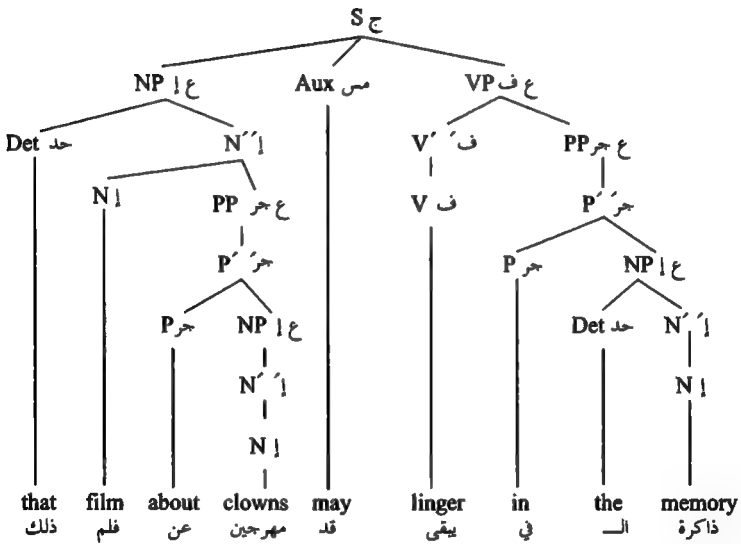 S ج
NP ع إ Aux مس VP ع ف
Det حد N´´ إ V´´ ف PP ع جر
N إ PP ع جر V ف P´´ جر
P´´ جر P جر NP ع إ
P جر NP ع إ Det حد N´´ إ
N´´ إ N إ
N إ
that film about clowns may linger in the memory
ذلك فلم عن مهرجين قد يبقى في الـ ذاكرة